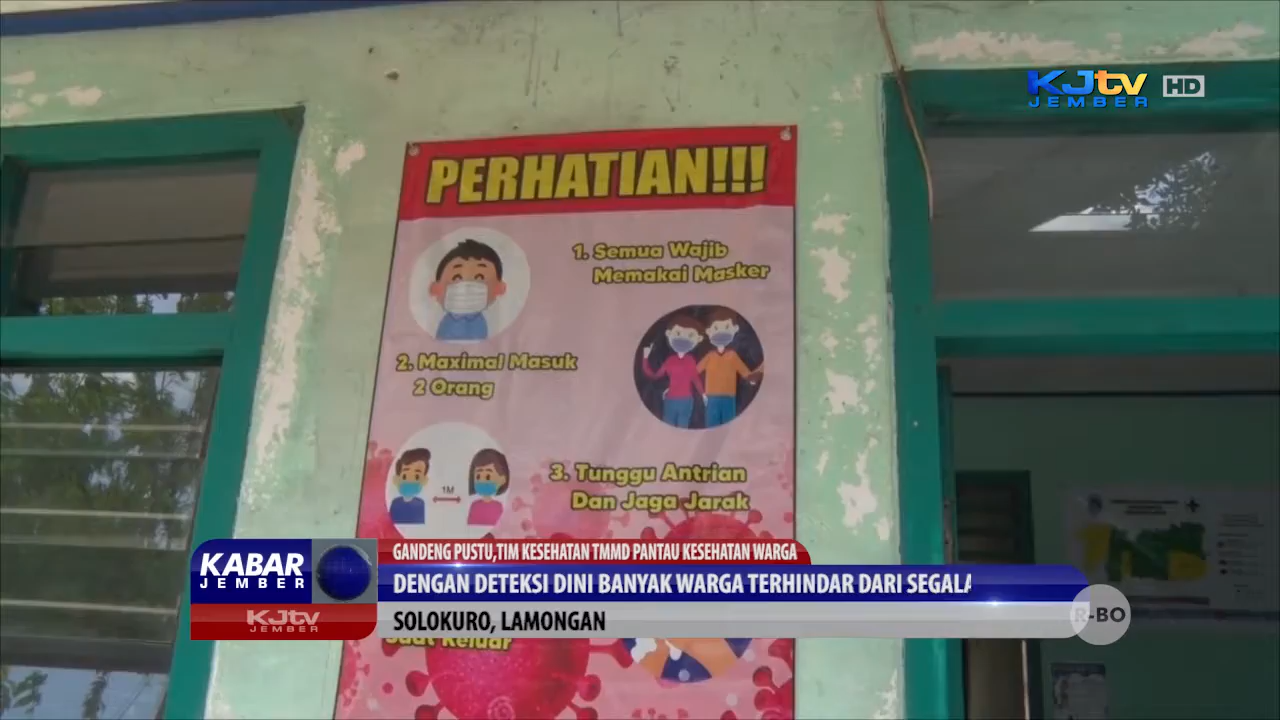 KJtv HD
JEMBER
PERHATIAN!!!
1. Semua Wajib
Memakai Masker
2. Maximal Masuk
2 Orang
1M
3. Tunggu Antrian
Dan Jaga Jarak
KABAR
JEMBER
KJtv
JEMBER
GANDENG PUSTU,TIM KESEHATAN TMMD PANTAU KESEHATAN WARGA
DENGAN DETEKSI DINI BANYAK WARGA TERHINDAR DARI SEGALA
SOLOKURO, LAMONGAN
R-BO
Saat Keluar